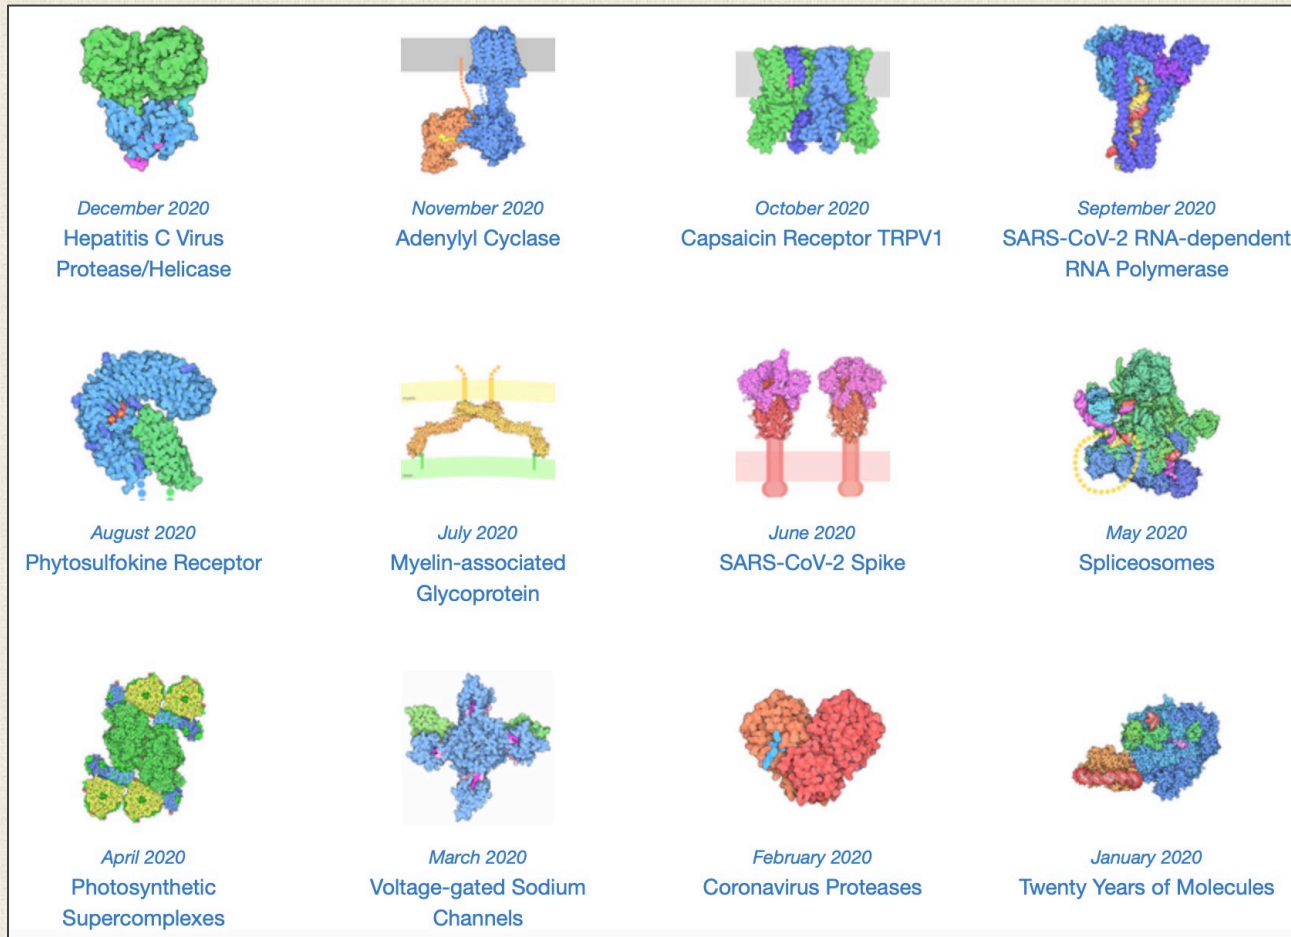 December 2020
Hepatitis C Virus
Protease/Helicase
November 2020
Adenylyl Cyclase
October 2020
Capsaicin Receptor TRPV1
September 2020
SARS-CoV-2 RNA-dependent
RNA Polymerase
August 2020
Phytosulfokine Receptor
July 2020
Myelin-associated
Glycoprotein
June 2020
SARS-CoV-2 Spike
May 2020
Spliceosomes
April 2020
Photosynthetic
Supercomplexes
March 2020
Voltage-gated Sodium
Channels
February 2020
Coronavirus Proteases
January 2020
Twenty Years of Molecules